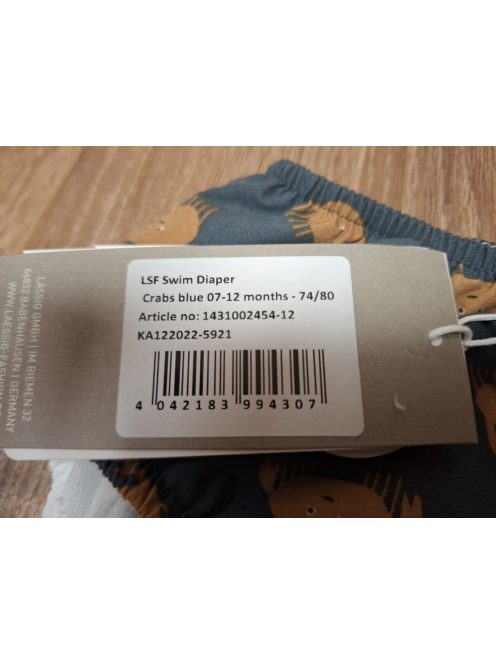 LSF Swim Diaper
Crabs blue 07-12 months - 74/80
Article no: 1431002454-12
KA122022-5921
4 042183 994307
LÄSSIG GMBH | IM RIEMEN 32
64832 BABENHAUSEN | GERMANY
WWW.LAESSIG-FASHION.DE